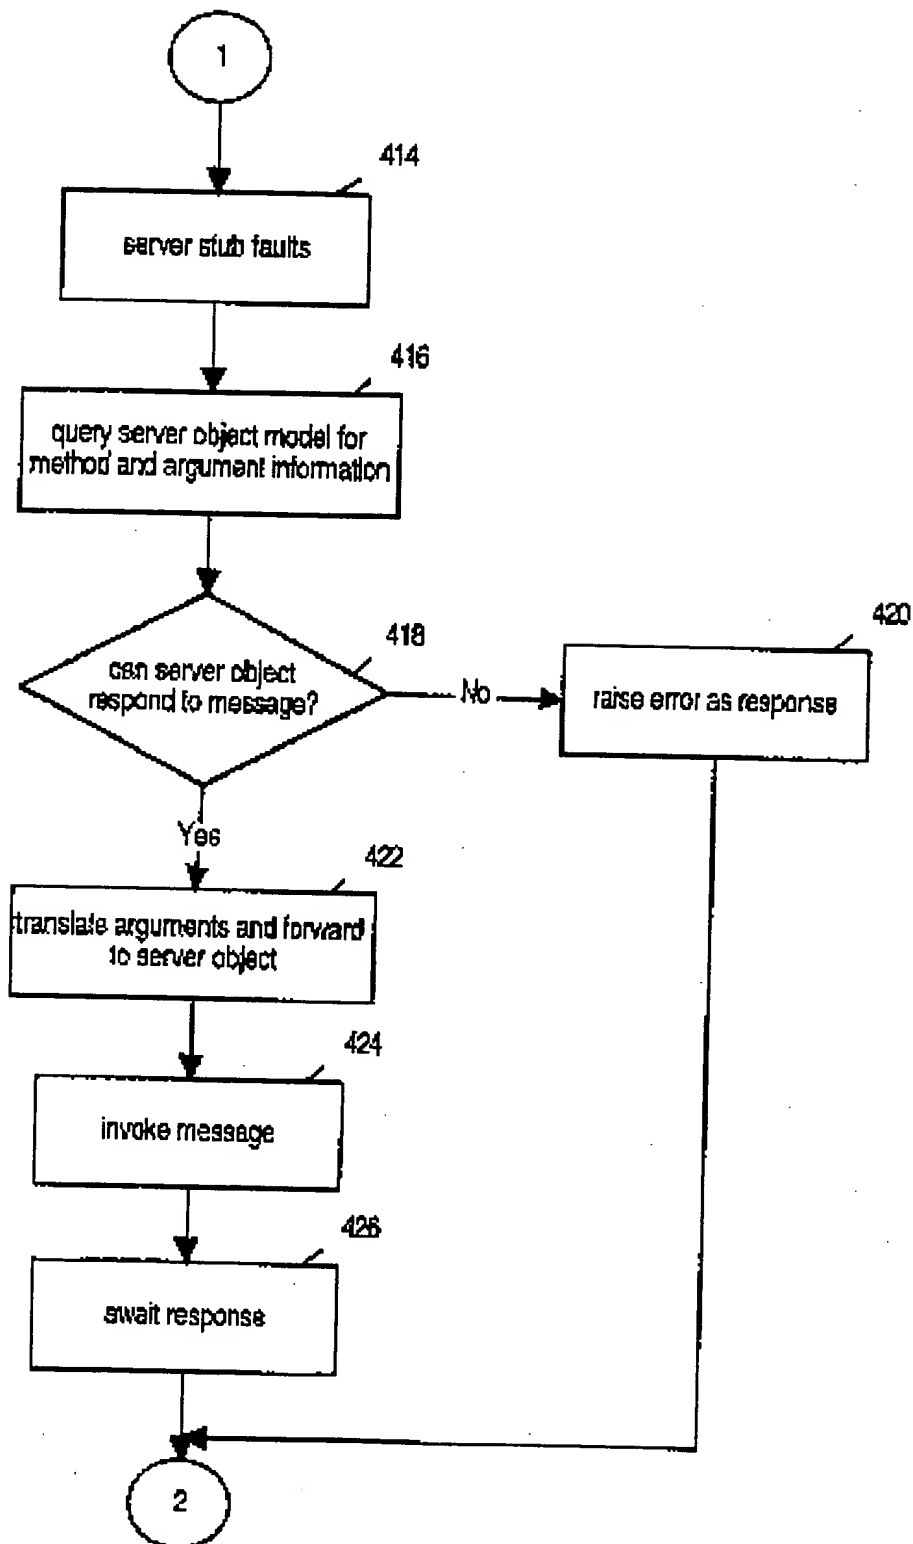 1
414
server stub faults
416
query server object model for
method and argument information
418
can server object
respond to message?
No
420
raise error as response
Yes
422
translate arguments and forward
to server object
424
invoke message
426
await response
2